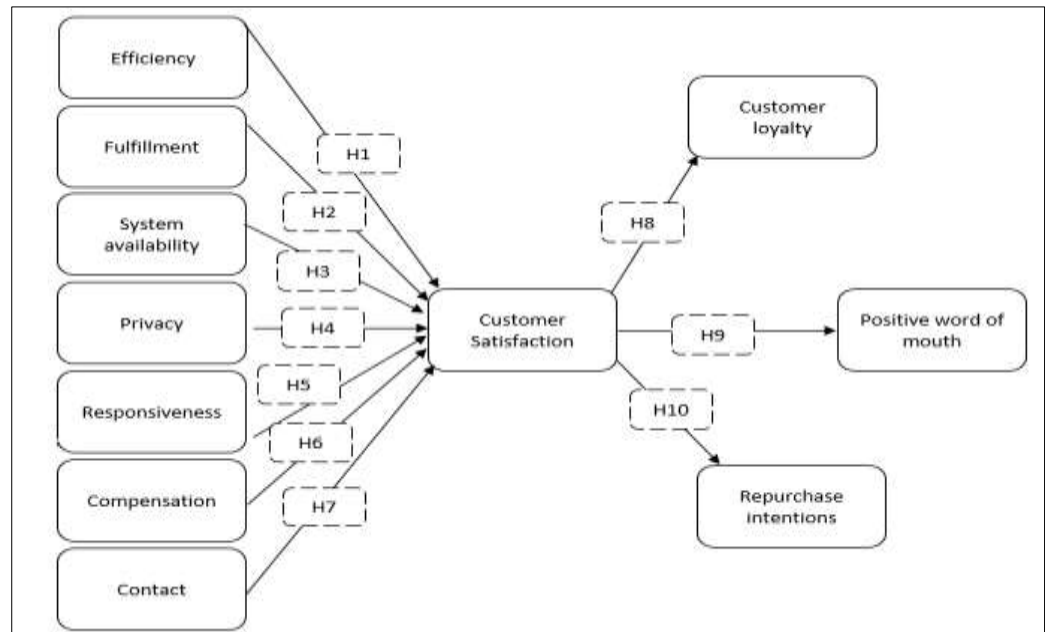 Efficiency
Fulfillment
System
availability
Privacy
Responsiveness
Compensation
Contact
H1
H2
H3
H4
H5
H6
H7
Customer
Satisfaction
H8
H9
H10
Customer
loyalty
Positive word of
mouth
Repurchase
intentions